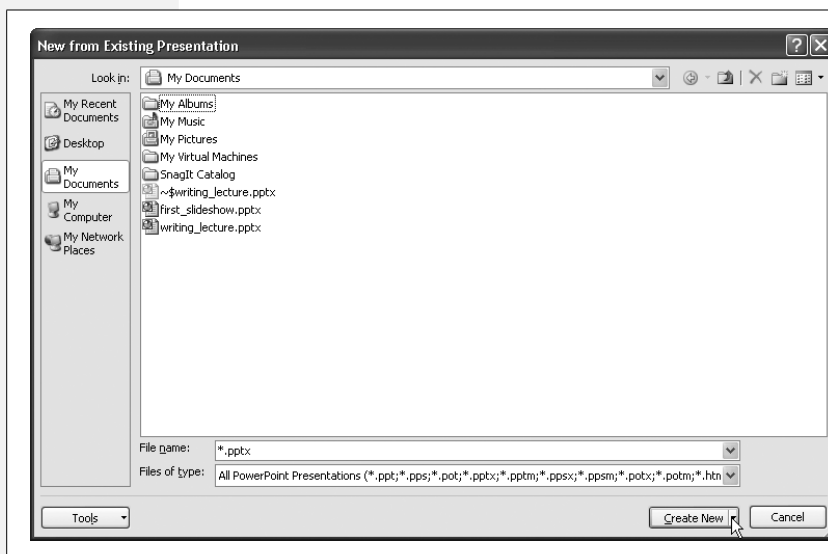 New from Existing Presentation
Look in: My Documents
My Recent
Documents
Desktop
My
Documents
My
Computer
My Network
Places
My Albums
My Music
My Pictures
My Virtual Machines
SnagIt Catalog
~$writing_lecture.pptx
first_slideshow.pptx
writing_lecture.pptx
File name: *.pptx
Files of type: All PowerPoint Presentations (*.ppt;*.pps;*.pot;*.pptx;*.pptm;*.ppsx;*.ppsm;*.potx;*.potm;*.htn
Tools Create New Cancel